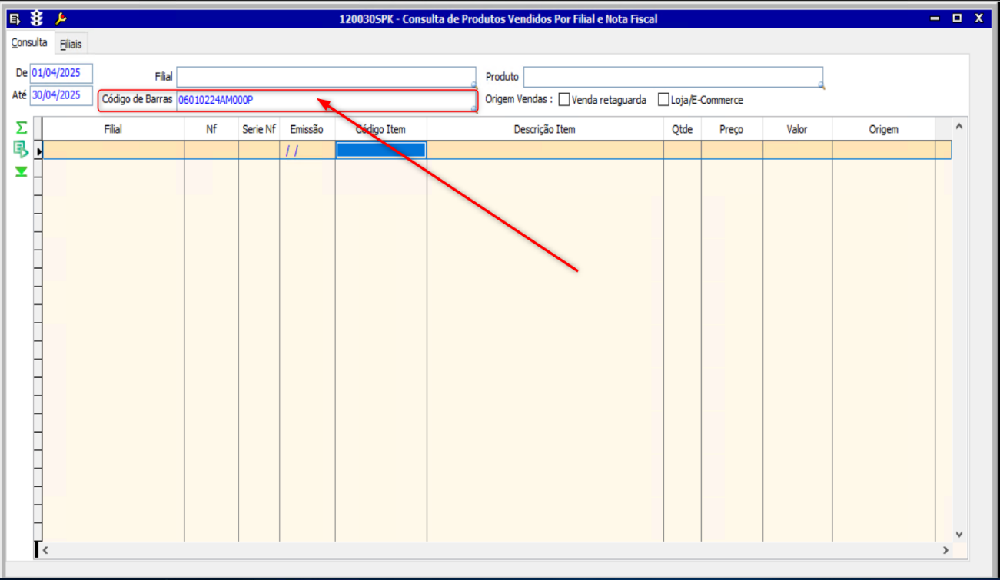 120030SPK - Consulta de Produtos Vendidos Por Filial e Nota Fiscal
Consulta Filiais
De 01/04/2025 Filial Produto
Até 30/04/2025 Código de Barras 06010224AM000P Origem Vendas : Venda retaguarda Loja/E-Commerce
Filial Nf Serie Nf Emissão Código Item Descrição Item Qtde Preço Valor Origem
/ /